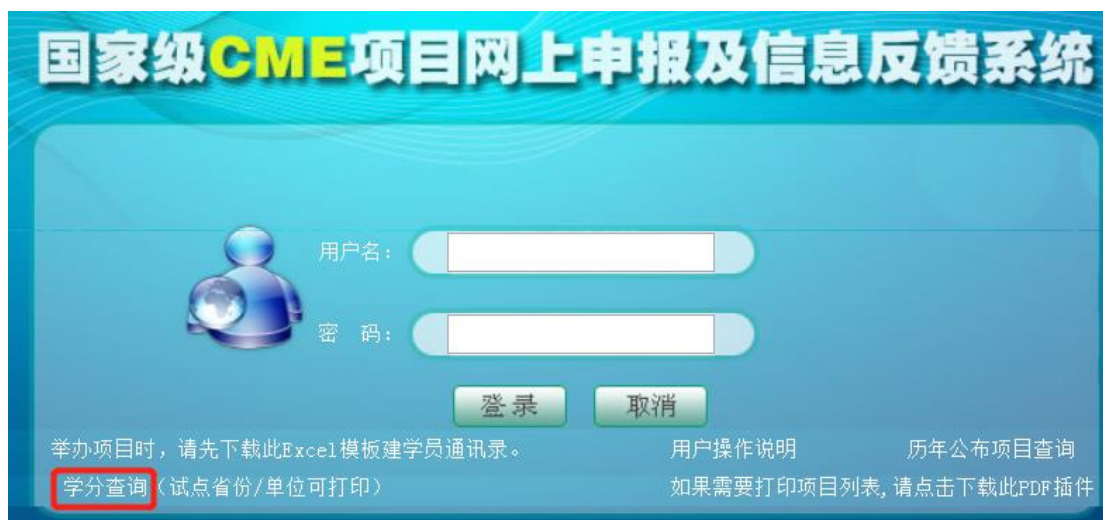 国家级CME项目网上申报及信息反馈系统
用户名：
密 码：
登录 取消
举办项目时，请先下载此Excel模板建学员通讯录。 用户操作说明 历年公布项目查询
学分查询（试点省份/单位可打印） 如果需要打印项目列表,请点击下载此PDF插件